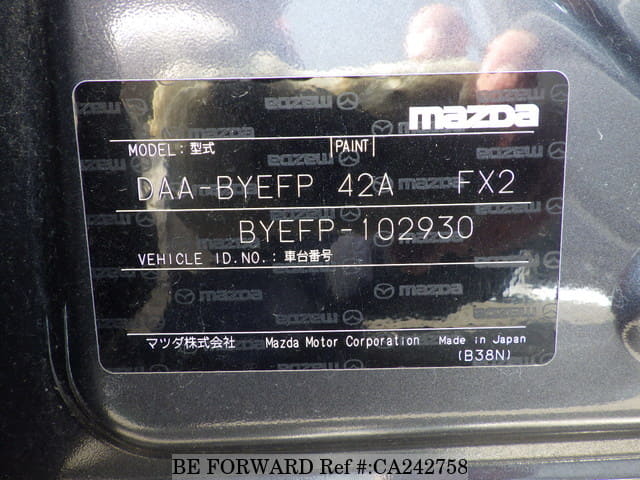 mazda
MODEL:型式 PAINT
DAA-BYEFP 42A FX2
BYEFP-102930
VEHICLE ID.NO.:車台番号
マツダ株式会社 Mazda Motor Corporation Made in Japan
(B38N)
BE FORWARD Ref #:CA242758